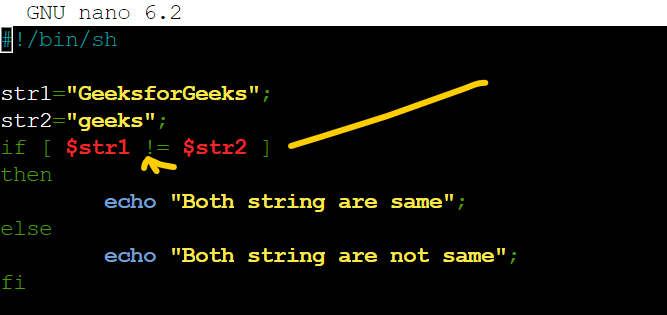 GNU nano 6.2
#!/bin/sh
str1="GeeksforGeeks";
str2="geeks";
if [ $str1 != $str2 ]
then
echo "Both string are same";
else
echo "Both string are not same";
fi